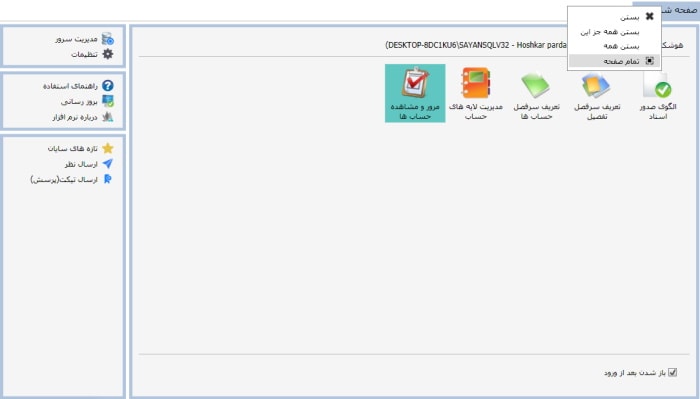 صفحه
بستن
بستن همه جز این
بستن همه
تمام صفحه
(DESKTOP-8DC1KU6\SAYANSQLV32 - Hoshkar parda
الگوی صدور
اسناد
تعریف سرفصل
تفصیل
تعریف سرفصل
حساب ها
مدیریت لایه های
حساب
مرور و مشاهده
حساب ها
باز شدن بعد از ورود
مدیریت سرور
تنظیمات
راهنمای استفاده
بروز رسانی
درباره نرم افزار
تازه های سایان
ارسال نظر
ارسال تیکت(پرسش)